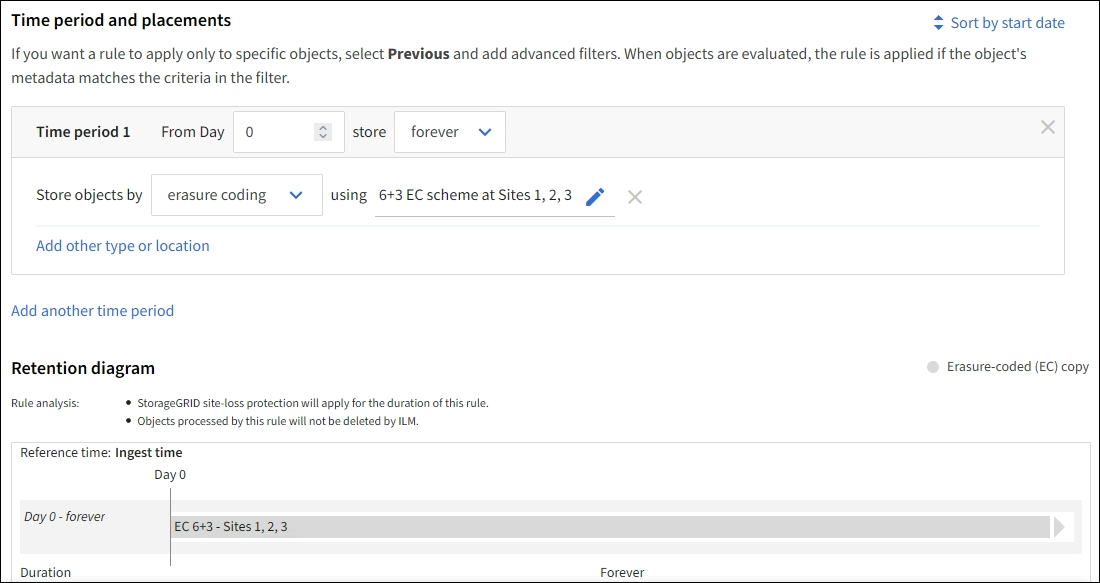 Time period and placements
Sort by start date
If you want a rule to apply only to specific objects, select Previous and add advanced filters. When objects are evaluated, the rule is applied if the object's
metadata matches the criteria in the filter.
Time period 1 From Day 0 store forever
Store objects by erasure coding using 6+3 EC scheme at Sites 1, 2, 3
Add other type or location
Add another time period
Retention diagram
Erasure-coded (EC) copy
Rule analysis:
• StorageGRID site-loss protection will apply for the duration of this rule.
• Objects processed by this rule will not be deleted by ILM.
Reference time: Ingest time
Day 0
Day 0 - forever
EC 6+3 - Sites 1, 2, 3
Duration Forever